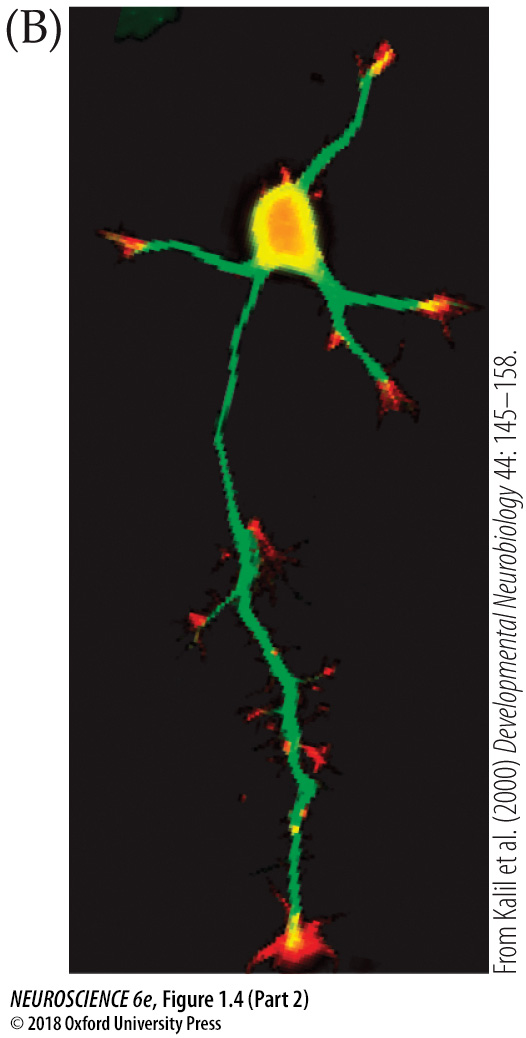 (B)
From Kalil et al. (2000) Developmental Neurobiology 44: 145–158.
NEUROSCIENCE 6e, Figure 1.4 (Part 2)
© 2018 Oxford University Press